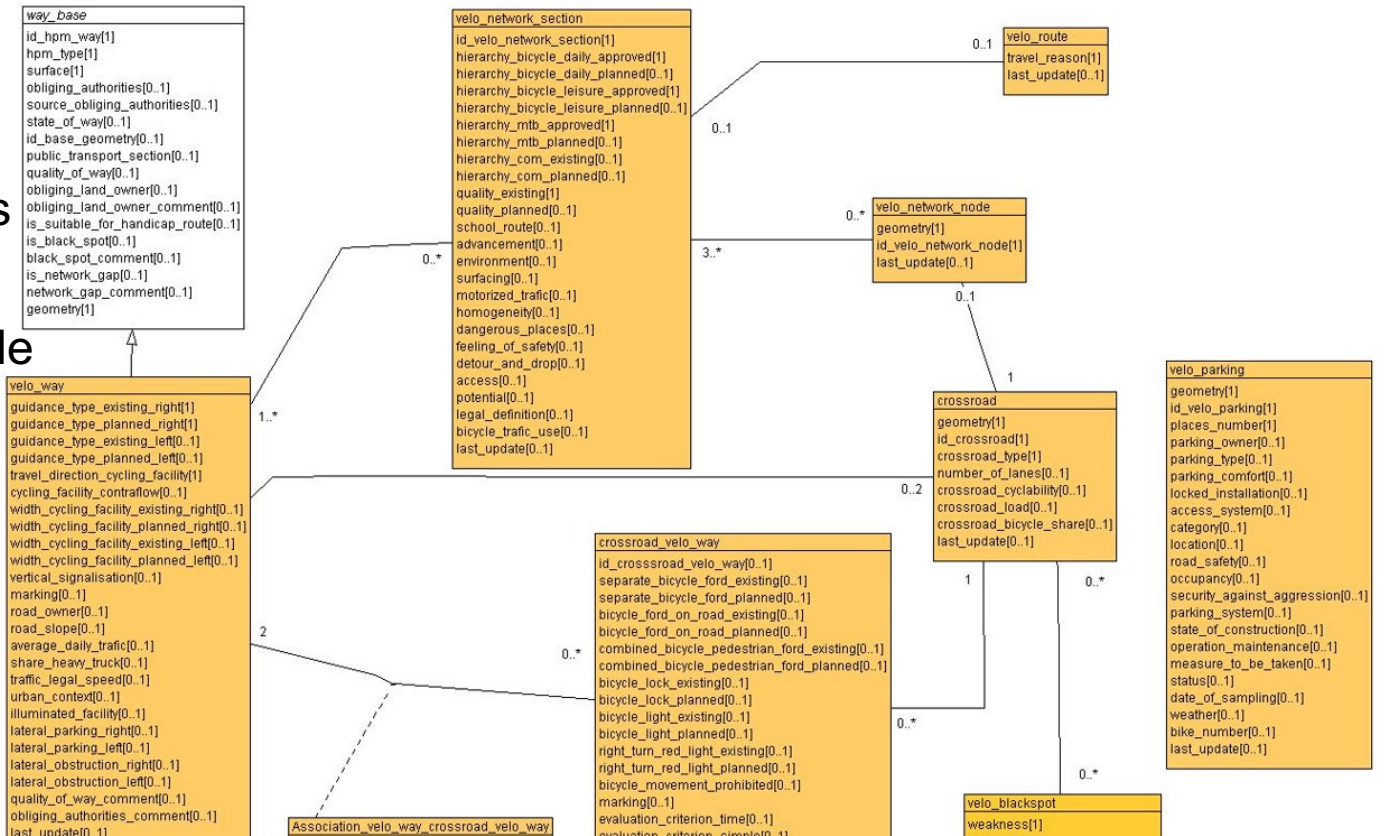 way_base
id_hpm_way[1]
hpm_type[1]
surface[1]
obliging_authorities[0..1]
source_obliging_authorities[0..1]
state_of_way[0..1]
id_base_geometry[0..1]
public_transport_section[0..1]
quality_of_way[0..1]
obliging_land_owner[0..1]
obliging_land_owner_comment[0..1]
is_suitable_for_handicap_route[0..1]
is_black_spot[0..1]
black_spot_comment[0..1]
is_network_gap[0..1]
network_gap_comment[0..1]
geometry[1]
s
le
velo_way
guidance_type_existing_right[1]
guidance_type_planned_right[1]
guidance_type_existing_left[0..1]
guidance_type_planned_left[0..1]
travel_direction_cycling_facility[1]
cycling_facility_contraflow[0..1]
width_cycling_facility_existing_right[0..1]
width_cycling_facility_planned_right[0..1]
width_cycling_facility_existing_left[0..1]
width_cycling_facility_planned_left[0..1]
vertical_signalisation[0..1]
marking[0..1]
road_owner[0..1]
road_slope[0..1]
average_daily_trafic[0..1]
share_heavy_truck[0..1]
traffic_legal_speed[0..1]
urban_context[0..1]
illuminated_facility[0..1]
lateral_parking_right[0..1]
lateral_parking_left[0..1]
lateral_obstruction_right[0..1]
lateral_obstruction_left[0..1]
quality_of_way_comment[0..1]
obliging_authorities_comment[0..1]
last_update[0..1]
velo_network_section
id_velo_network_section[1]
hierarchy_bicycle_daily_approved[1]
hierarchy_bicycle_daily_planned[0..1]
hierarchy_bicycle_leisure_approved[1]
hierarchy_bicycle_leisure_planned[0..1]
hierarchy_mtb_approved[1]
hierarchy_mtb_planned[0..1]
hierarchy_com_existing[0..1]
hierarchy_com_planned[0..1]
quality_existing[1]
quality_planned[0..1]
school_route[0..1]
advancement[0..1]
environment[0..1]
surfacing[0..1]
motorized_trafic[0..1]
homogeneity[0..1]
dangerous_places[0..1]
feeling_of_safety[0..1]
detour_and_drop[0..1]
access[0..1]
potential[0..1]
legal_definition[0..1]
bicycle_trafic_use[0..1]
last_update[0..1]
0..*
1..*
0..1
0..1
velo_route
travel_reason[1]
last_update[0..1]
0..*
3..*
velo_network_node
geometry[1]
id_velo_network_node[1]
last_update[0..1]
0..1
1
crossroad
geometry[1]
id_crossroad[1]
crossroad_type[1]
number_of_lanes[0..1]
crossroad_cyclability[0..1]
crossroad_load[0..1]
crossroad_bicycle_share[0..1]
last_update[0..1]
0..2
1
0..*
velo_parking
geometry[1]
id_velo_parking[1]
places_number[1]
parking_owner[0..1]
parking_type[0..1]
parking_comfort[0..1]
locked_installation[0..1]
access_system[0..1]
category[0..1]
location[0..1]
road_safety[0..1]
occupancy[0..1]
security_against_aggression[0..1]
parking_system[0..1]
state_of_construction[0..1]
operation_maintenance[0..1]
measure_to_be_taken[0..1]
status[0..1]
date_of_sampling[0..1]
weather[0..1]
bike_number[0..1]
last_update[0..1]
2
0..*
crossroad_velo_way
id_crosssroad_velo_way[0..1]
separate_bicycle_ford_existing[0..1]
separate_bicycle_ford_planned[0..1]
bicycle_ford_on_road_existing[0..1]
bicycle_ford_on_road_planned[0..1]
combined_bicycle_pedestrian_ford_existing[0..1]
combined_bicycle_pedestrian_ford_planned[0..1]
bicycle_lock_existing[0..1]
bicycle_lock_planned[0..1]
bicycle_light_existing[0..1]
bicycle_light_planned[0..1]
right_turn_red_light_existing[0..1]
right_turn_red_light_planned[0..1]
bicycle_movement_prohibited[0..1]
marking[0..1]
evaluation_criterion_time[0..1]
evaluation_criterion_simple[0..1]
0..*
0..*
Association_velo_way_crossroad_velo_way
velo_blackspot
weakness[1]